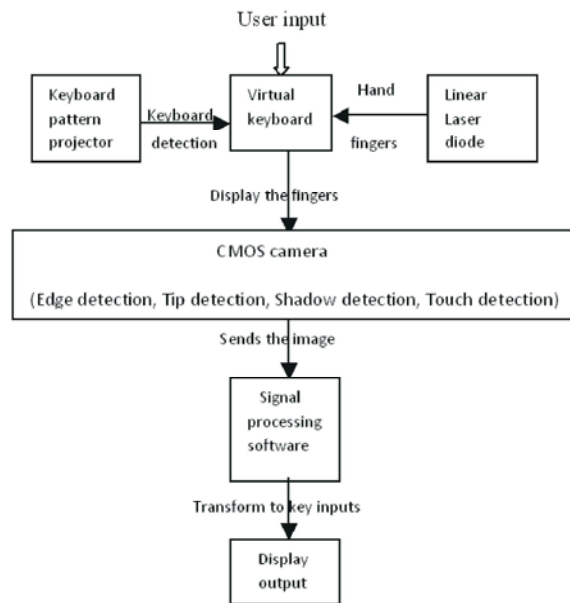 User input
Keyboard
pattern
projector
Keyboard
detection
Virtual
keyboard
Hand
fingers
Linear
Laser
diode
Display the fingers
CMOS camera
(Edge detection, Tip detection, Shadow detection, Touch detection)
Sends the image
Signal
processing
software
Transform to key inputs
Display
output